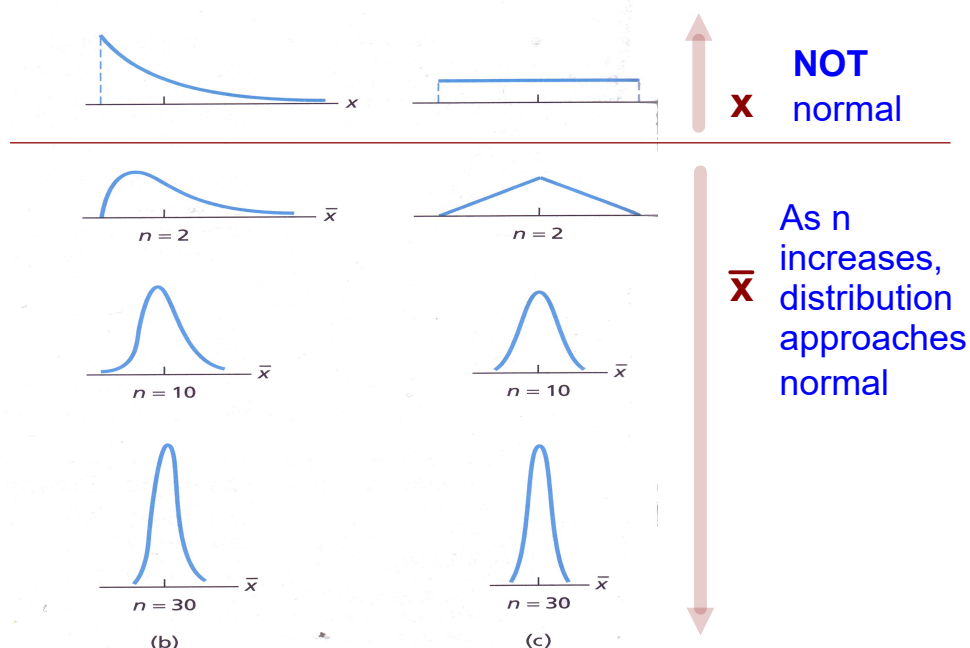 x
x
NOT
normal
x̄
n = 2
n = 2
x̄
n = 10
x̄
n = 10
x̄
n = 30
x̄
n = 30
(b)
(c)
x̄
As n
increases,
distribution
approaches
normal